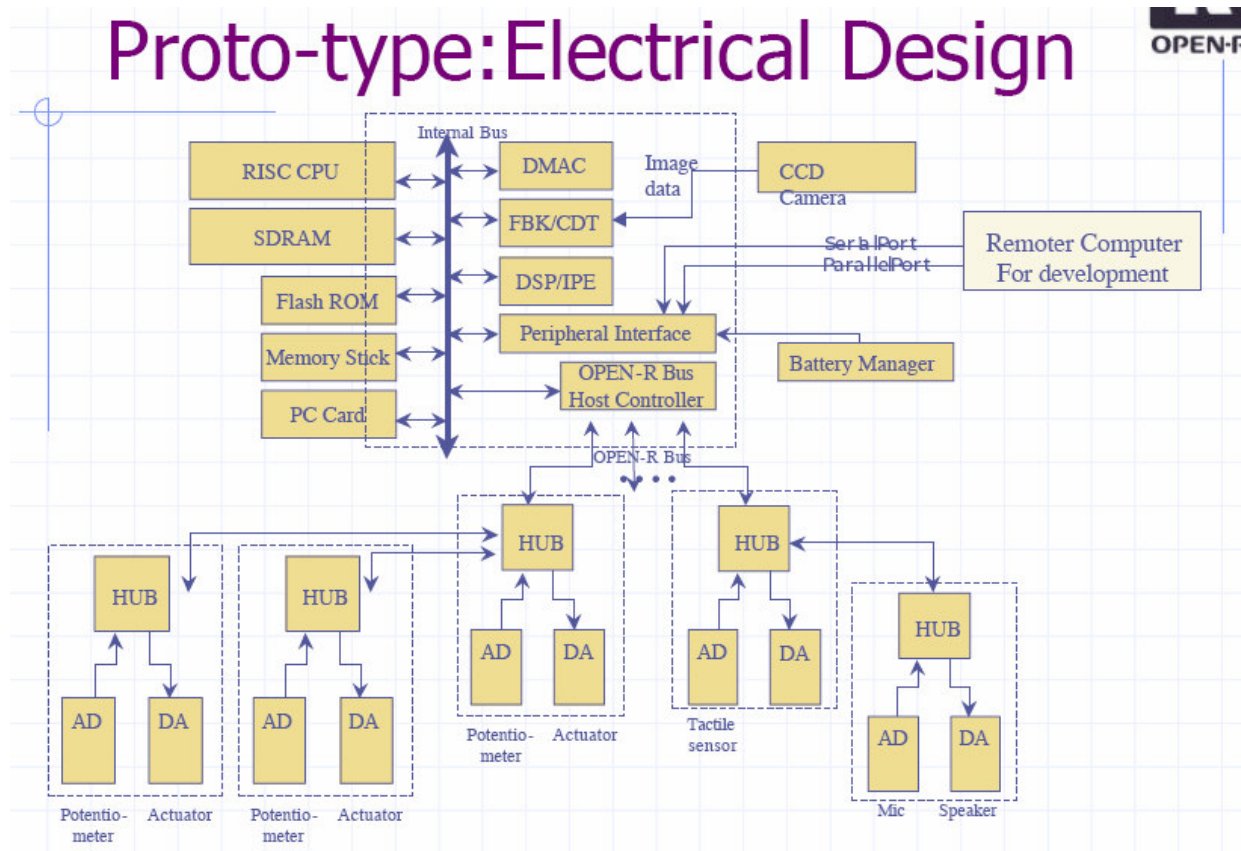 Proto-type:Electrical Design
OPEN-R
Internal Bus
RISC CPU
DMAC
Image
data
CCD
Camera
SDRAM
FBK/CDT
Serial Port
Parallel Port
Remoter Computer
For development
Flash ROM
DSP/IPE
Peripheral Interface
Memory Stick
Battery Manager
OPEN-R Bus
Host Controller
PC Card
OPEN-R Bus
HUB
HUB
HUB
HUB
HUB
AD
DA
AD
DA
AD
DA
AD
DA
AD
DA
Potentio-
meter
Actuator
Tactile
sensor
Potentio-
meter
Actuator
Potentio-
meter
Actuator
Mic
Speaker